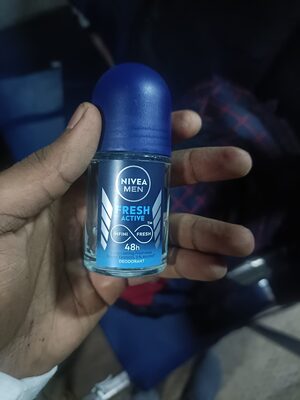 NIVEA
MEN
FRESH
ACTIVE
INFINI FRESH
48h
DEODORANT